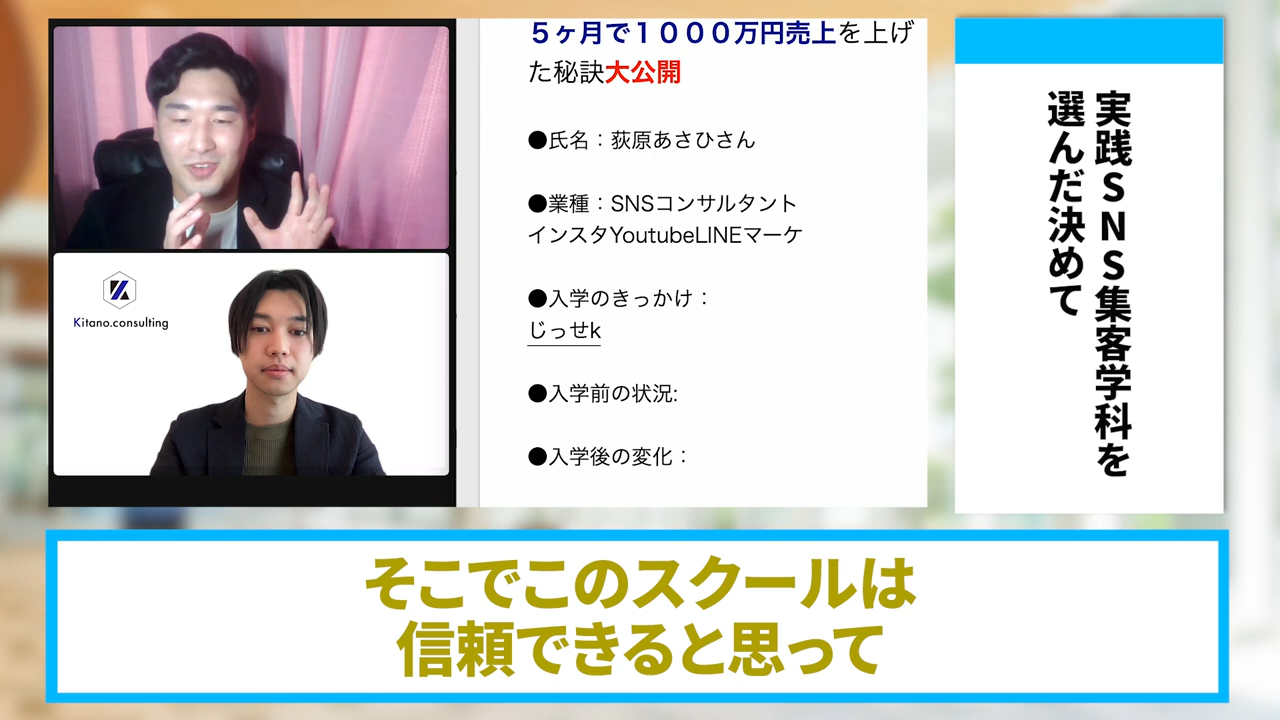 ５ヶ月で１０００万円売上を上げ
た秘訣大公開
●氏名：荻原あさひさん
●業種：SNSコンサルタント
インスタYoutubeLINEマーケ
●入学のきっかけ：
じっせk
●入学前の状況:
●入学後の変化：
Kitano.consulting
実践SNS集客学科を
選んだ決めて
そこでこのスクールは
信頼できると思って